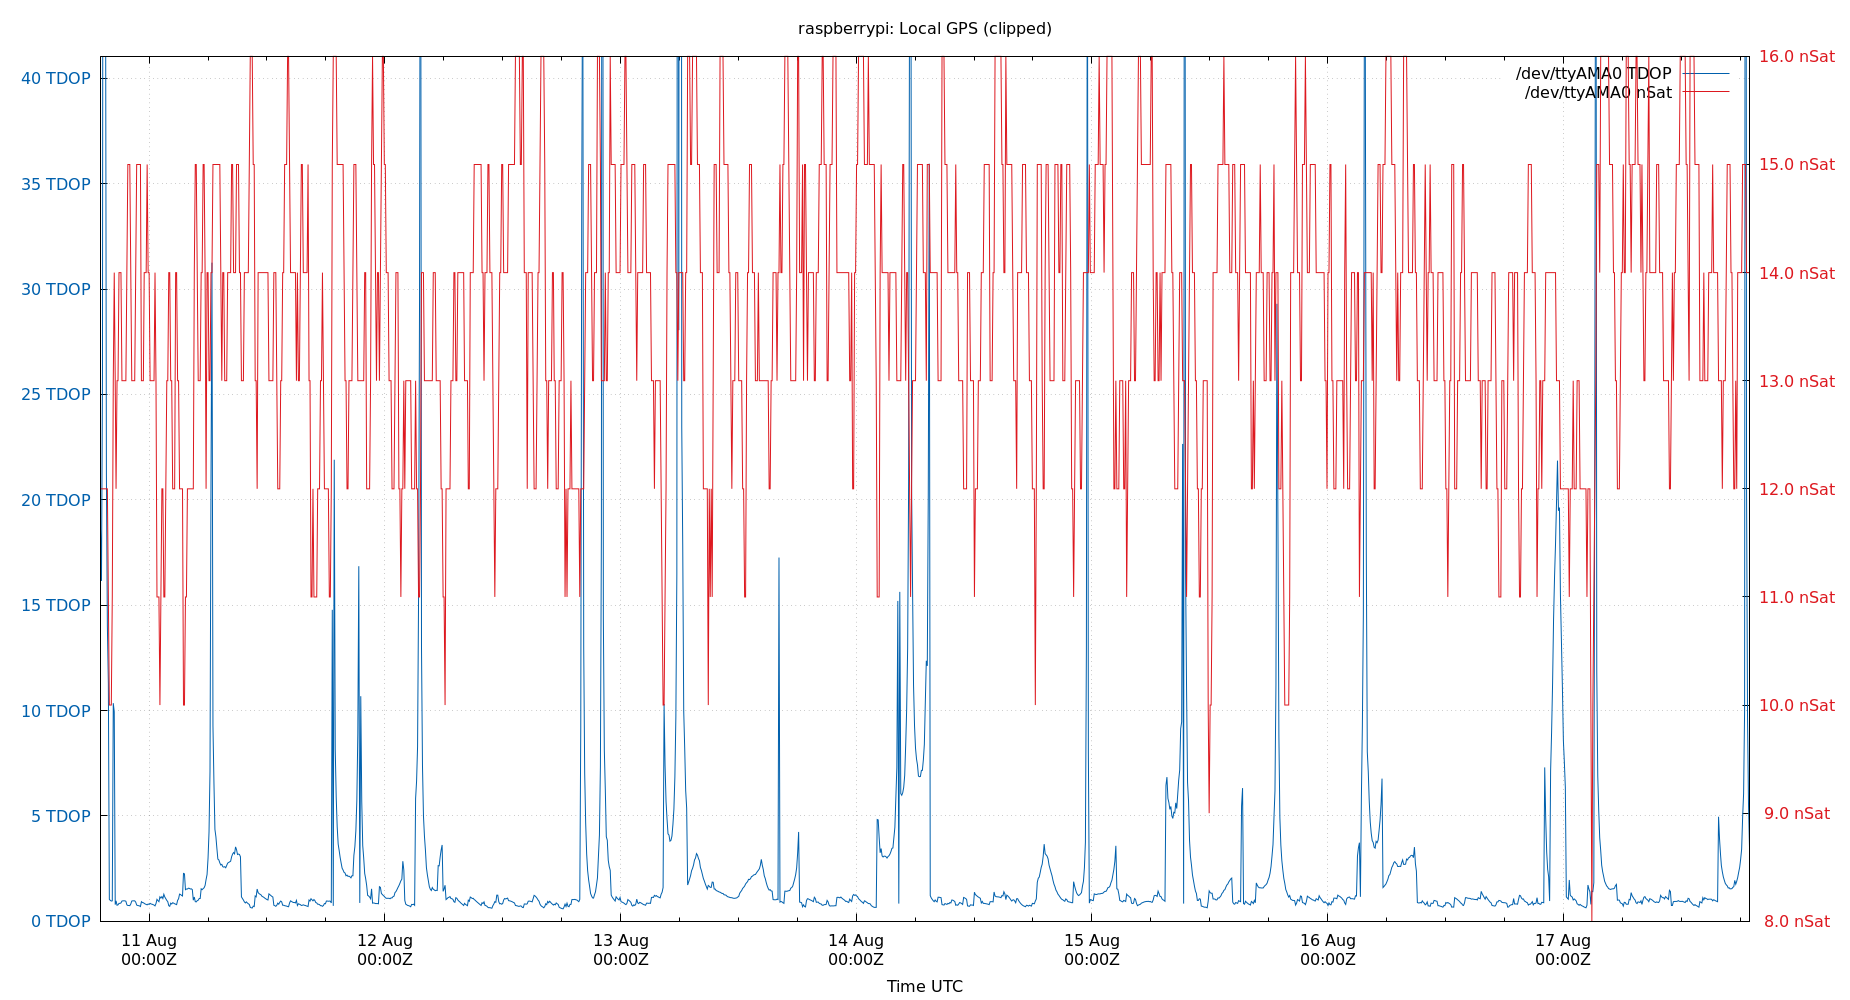 raspberrypi: Local GPS (clipped)
40 TDOP
35 TDOP
30 TDOP
25 TDOP
20 TDOP
15 TDOP
10 TDOP
5 TDOP
0 TDOP
16.0 nSat
15.0 nSat
14.0 nSat
13.0 nSat
12.0 nSat
11.0 nSat
10.0 nSat
9.0 nSat
8.0 nSat
/dev/ttyAMA0 TDOP
/dev/ttyAMA0 nSat
11 Aug
00:00Z
12 Aug
00:00Z
13 Aug
00:00Z
14 Aug
00:00Z
15 Aug
00:00Z
16 Aug
00:00Z
17 Aug
00:00Z
Time UTC